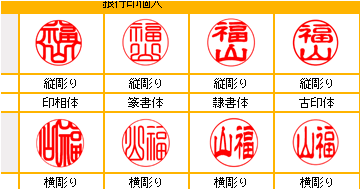 銀行印個人
福山 福山 福山 福山
縦彫り 縦彫り 縦彫り 縦彫り
印相体 篆書体 隷書体 古印体
福山 福山 福山 福山
横彫り 横彫り 横彫り 横彫り